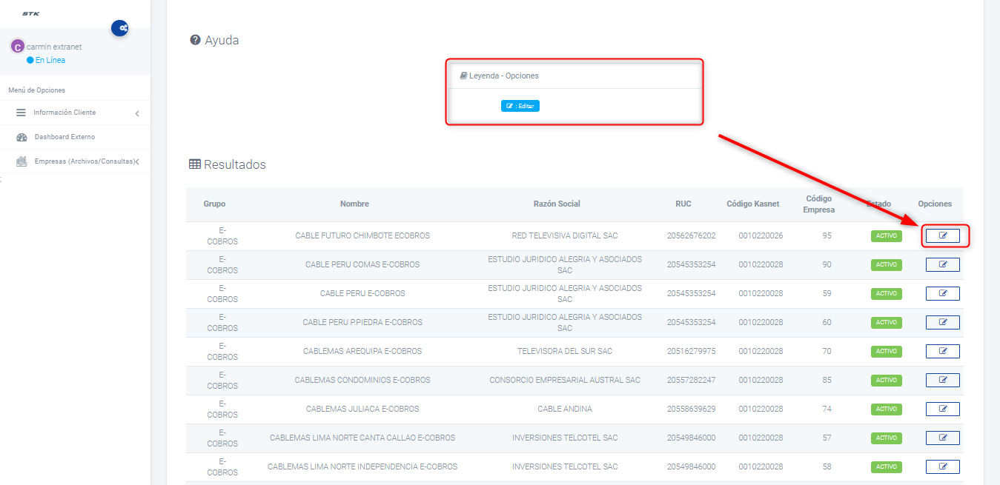 STK
C carmin extranet
En Línea
Menú de Opciones
Información Cliente
Dashboard Externo
Empresas (Archivos/Consultas)
Ayuda
Leyenda - Opciones
: Editar
Resultados
Grupo Nombre Razón Social RUC Código Kasnet Código Empresa Estado Opciones
E-
COBROS CABLE FUTURO CHIMBOTE ECOBROS RED TELEVISIVA DIGITAL SAC 20562676202 0010220026 95 ACTIVO
E-
COBROS CABLE PERU COMAS E-COBROS ESTUDIO JURIDICO ALEGRIA Y ASOCIADOS
SAC 20545353254 0010220028 90 ACTIVO
E-
COBROS CABLE PERU E-COBROS ESTUDIO JURIDICO ALEGRIA Y ASOCIADOS
SAC 20545353254 0010220028 59 ACTIVO
E-
COBROS CABLE PERU P.PIEDRA E-COBROS ESTUDIO JURIDICO ALEGRIA Y ASOCIADOS
SAC 20545353254 0010220028 60 ACTIVO
E-
COBROS CABLEMAS AREQUIPA E-COBROS TELEVISORA DEL SUR SAC 20516279975 0010220028 70 ACTIVO
E-
COBROS CABLEMAS CONDOMINIOS E-COBROS CONSORCIO EMPRESARIAL AUSTRAL SAC 20557282247 0010220028 85 ACTIVO
E-
COBROS CABLEMAS JULIACA E-COBROS CABLE ANDINA 20558639629 0010220028 74 ACTIVO
E-
COBROS CABLEMAS LIMA NORTE CANTA CALLAO E-COBROS INVERSIONES TELCOTEL SAC 20549846000 0010220028 57 ACTIVO
E-
COBROS CABLEMAS LIMA NORTE INDEPENDENCIA E-COBROS INVERSIONES TELCOTEL SAC 20549846000 0010220028 58 ACTIVO